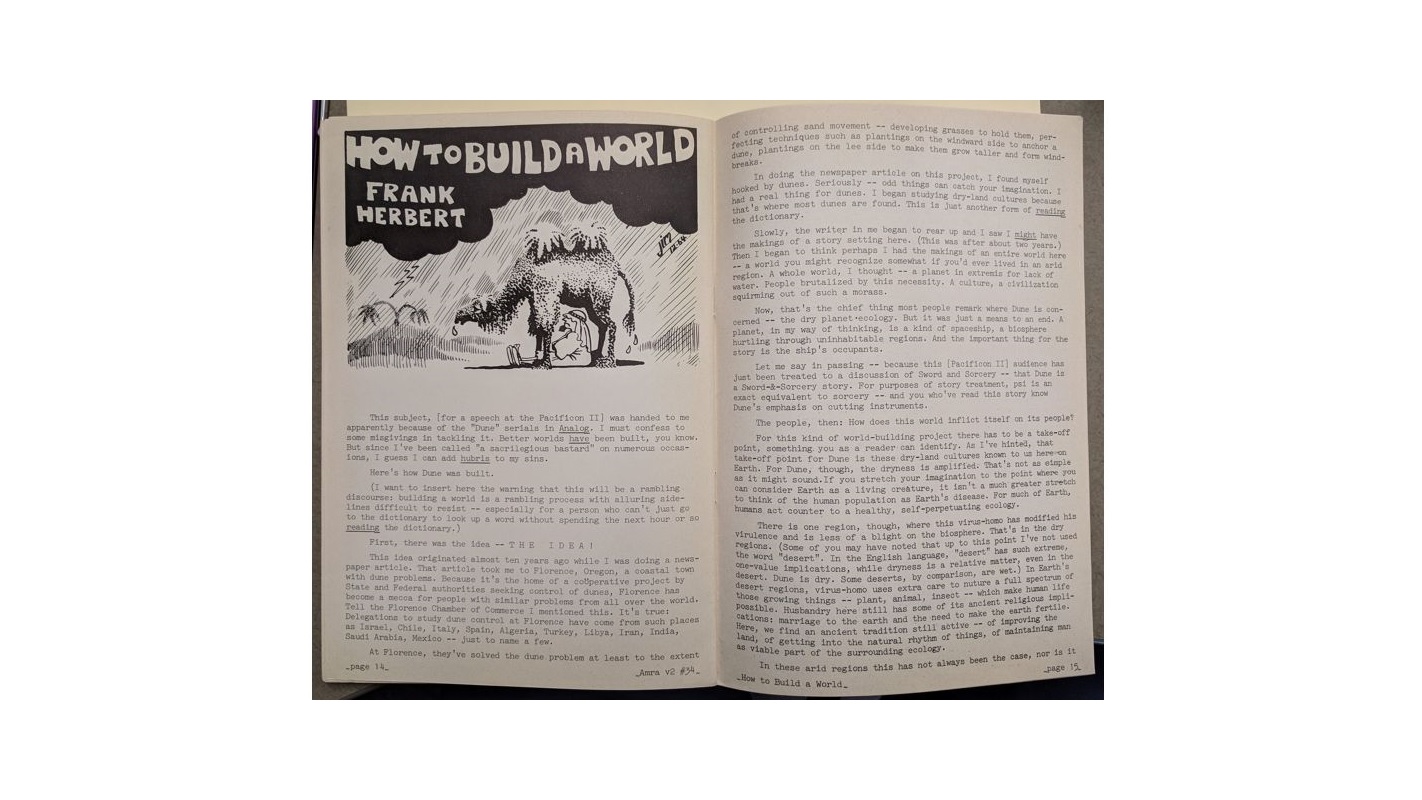 HOW TO BUILD A WORLD
FRANK
HERBERT
JIM
12-64
This subject, [for a speech at the Pacificon II] was handed to me
apparently because of the "Dune" serials in Analog. I must confess to
some misgivings in tackling it. Better worlds have been built, you know.
But since I've been called "a sacrilegious bastard" on numerous occas-
ions, I guess I can add hubris to my sins.
Here's how Dune was built.
(I want to insert here the warning that this will be a rambling
discourse: building a world is a rambling process with alluring side-
lines difficult to resist -- especially for a person who can't just go
to the dictionary to look up a word without spending the next hour or so
reading the dictionary.)
First, there was the idea -- T H E   I D E A !
This idea originated almost ten years ago while I was doing a news-
paper article. That article took me to Florence, Oregon, a coastal town
with dune problems. Because it's the home of a coöperative project by
State and Federal authorities seeking control of dunes, Florence has
become a mecca for people with similar problems from all over the world.
Tell the Florence Chamber of Commerce I mentioned this. It's true:
Delegations to study dune control at Florence have come from such places
as Israel, Chile, Italy, Spain, Algeria, Turkey, Libya, Iran, India,
Saudi Arabia, Mexico -- just to name a few.
At Florence, they've solved the dune problem at least to the extent
_page 14_
_Amra v2 #34_
of controlling sand movement -- developing grasses to hold them, per-
fecting techniques such as plantings on the windward side to anchor a
dune, plantings on the lee side to make them grow taller and form wind-
breaks.
In doing the newspaper article on this project, I found myself
hooked by dunes. Seriously -- odd things can catch your imagination. I
had a real thing for dunes. I began studying dry-land cultures because
that's where most dunes are found. This is just another form of reading
the dictionary.
Slowly, the writer in me began to rear up and I saw I might have
the makings of a story setting here. (This was after about two years.)
Then I began to think perhaps I had the makings of an entire world here
-- a world you might recognize somewhat if you'd ever lived in an arid
region. A whole world, I thought -- a planet in extremis for lack of
water. People brutalized by this necessity. A culture, a civilization
squirming out of such a morass.
Now, that's the chief thing most people remark where Dune is con-
cerned -- the dry planet·ecology. But it was just a means to an end. A
planet, in my way of thinking, is a kind of spaceship, a biosphere
hurtling through uninhabitable regions. And the important thing for the
story is the ship's occupants.
Let me say in passing -- because this [Pacificon II] audience has
just been treated to a discussion of Sword and Sorcery -- that Dune is
a Sword-&-Sorcery story. For purposes of story treatment, psi is an
exact equivalent to sorcery -- and you who've read this story know
Dune's emphasis on cutting instruments.
The people, then: How does this world inflict itself on its people?
For this kind of world-building project there has to be a take-off
point, something you as a reader can identify. As I've hinted, that
take-off point for Dune is these dry-land cultures known to us here on
Earth. For Dune, though, the dryness is amplified. That's not as simple
as it might sound.If you stretch your imagination to the point where you
can consider Earth as a living creature, it isn't a much greater stretch
to think of the human population as Earth's disease. For much of Earth,
humans act counter to a healthy, self-perpetuating ecology.
There is one region, though, where this virus-homo has modified his
virulence and is less of a blight on the biosphere. That's in the dry
regions. (Some of you may have noted that up to this point I've not used
the word "desert". In the English language, "desert" has such extreme,
one-value implications, while dryness is a relative matter, even in the
desert. Dune is dry. Some deserts, by comparison, are wet.) In Earth's
desert regions, virus-homo uses extra care to nuture a full spectrum of
those growing things -- plant, animal, insect -- which make human life
possible. Husbandry here still has some of its ancient religious impli-
cations: marriage to the earth and the need to make the earth fertile.
Here, we find an ancient tradition still active -- of improving the
land, of getting into the natural rhythm of things, of maintaining man
as viable part of the surrounding ecology.
In these arid regions this has not always been the case, nor is it
_How to Build a World_
_page 15_